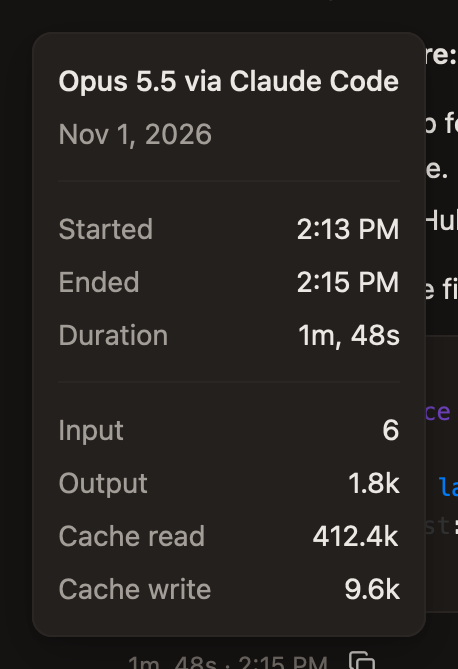 Opus 5.5 via Claude Code
Nov 1, 2026
Started 2:13 PM
Ended 2:15 PM
Duration 1m, 48s
Input 6
Output 1.8k
Cache read 412.4k
Cache write 9.6k
1m, 48s · 2:15 PM